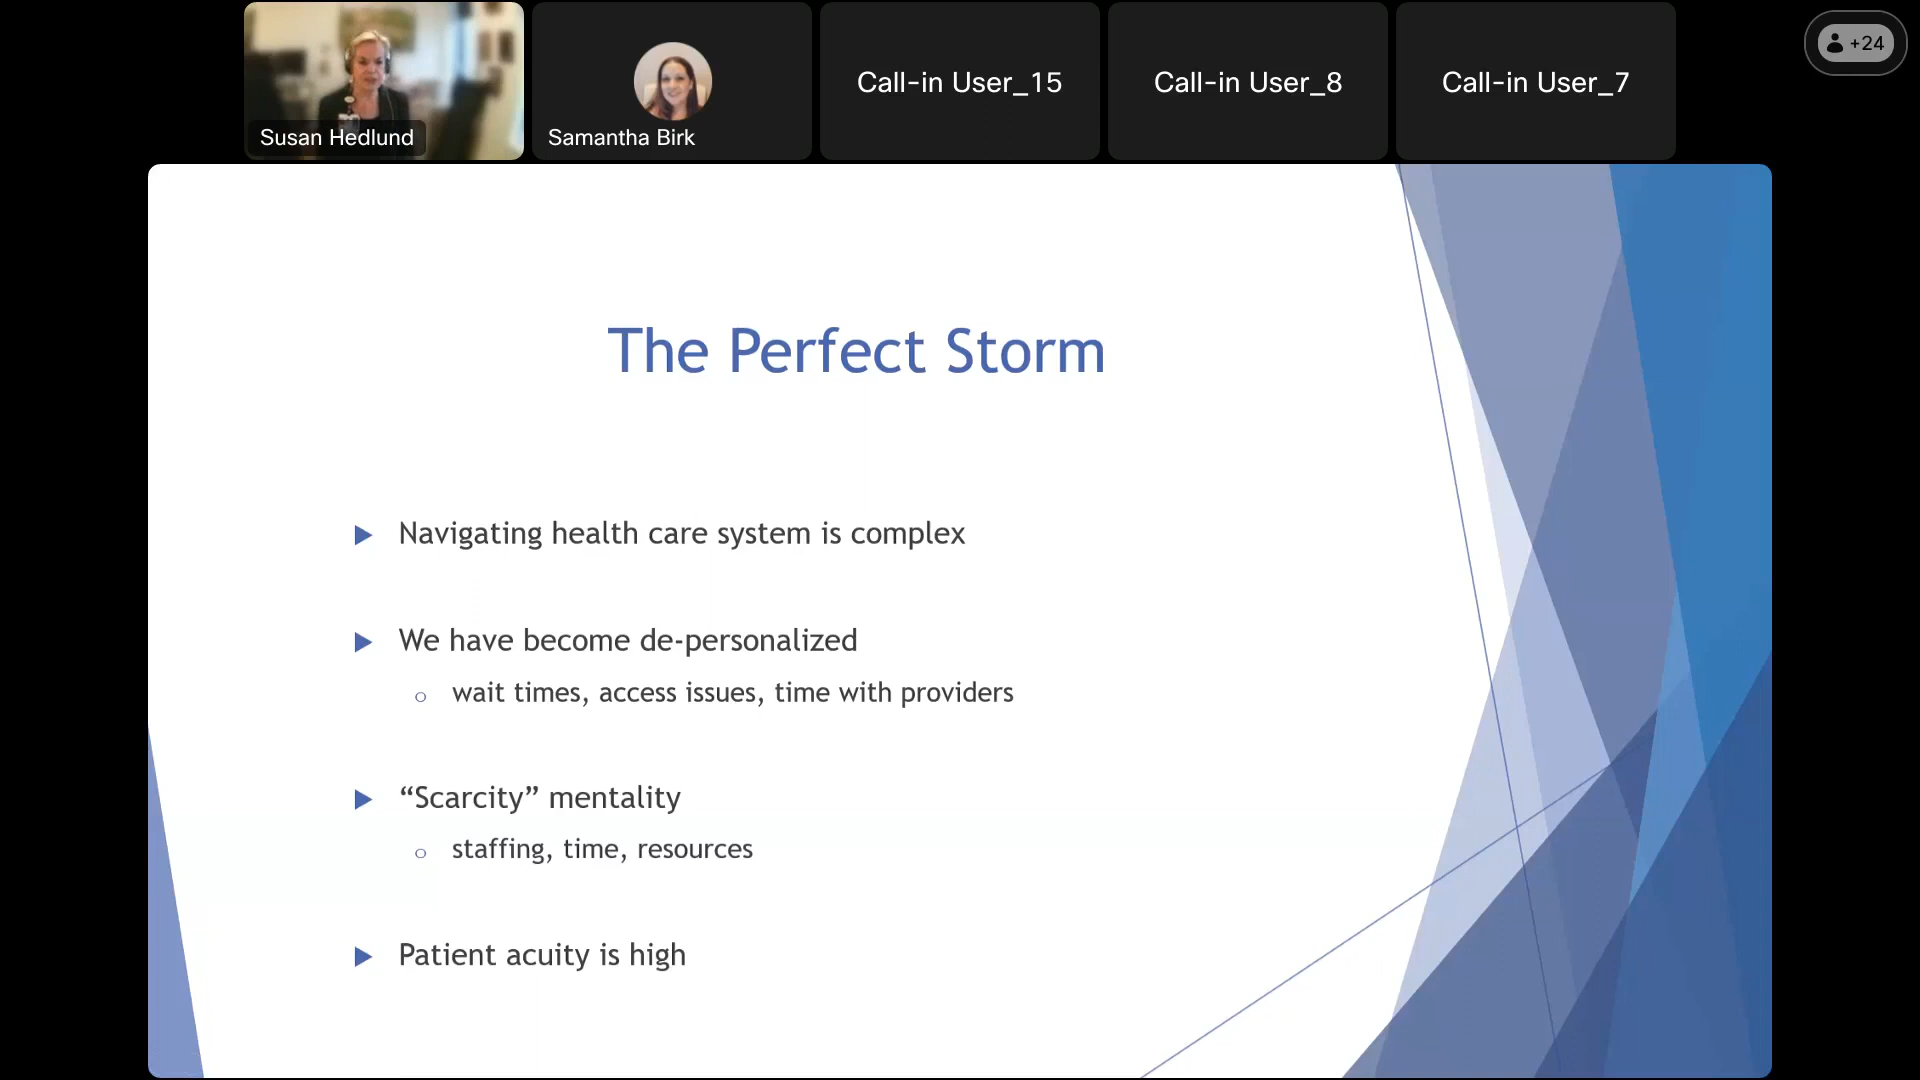 Susan Hedlund
Samantha Birk
Call-in User_15
Call-in User_8
Call-in User_7
+24
The Perfect Storm
Navigating health care system is complex
We have become de-personalized
wait times, access issues, time with providers
“Scarcity” mentality
staffing, time, resources
Patient acuity is high